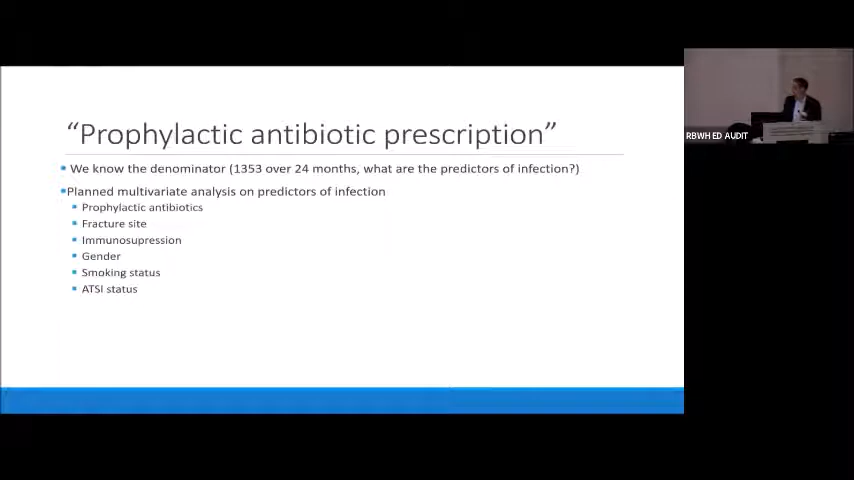 “Prophylactic antibiotic prescription”
We know the denominator (1353 over 24 months, what are the predictors of infection?)
Planned multivariate analysis on predictors of infection
Prophylactic antibiotics
Fracture site
Immunosupression
Gender
Smoking status
ATSI status
RBWH ED AUDIT